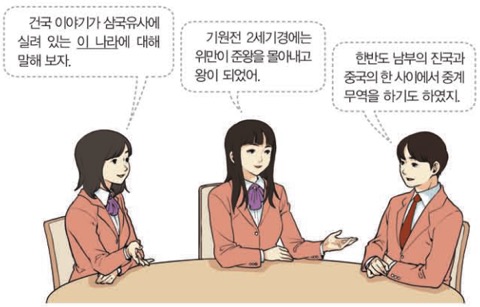 건국 이야기가 삼국유사에
실려 있는 이 나라에 대해
말해 보자.
기원전 2세기경에는
위만이 준왕을 몰아내고
왕이 되었어.
한반도 남부의 진국과
중국의 한 사이에서 중계
무역을 하기도 하였지.